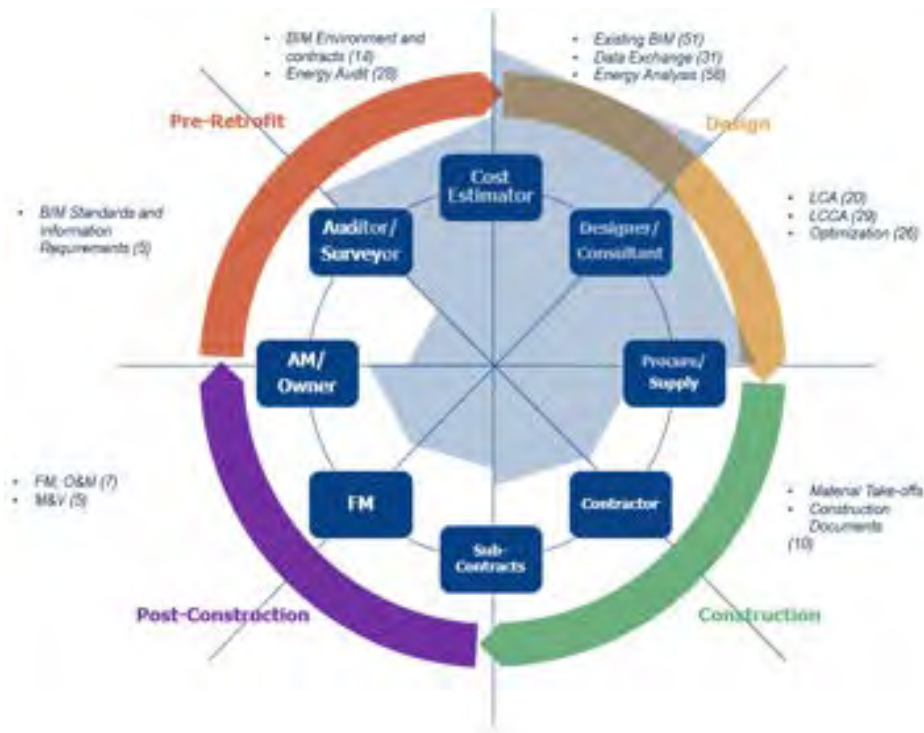 • BIM Environment and
contracts (14)
• Energy Audit (28)
• Existing BIM (51)
• Data Exchange (31)
• Energy Analysis (58)
Pre-Retrofit
Design
Cost
Estimator
Auditor/
Surveyor
Designer/
Consultant
• BIM Standards and
Information
Requirements (5)
• LCA (20)
• LCCA (29)
• Optimization (26)
AM/
Owner
Procure/
Supply
• FM, O&M (7)
• M&V (5)
FM
Contractor
• Material Take-offs
• Construction
Documents
(10)
Sub-
Contracts
Post-Construction
Construction